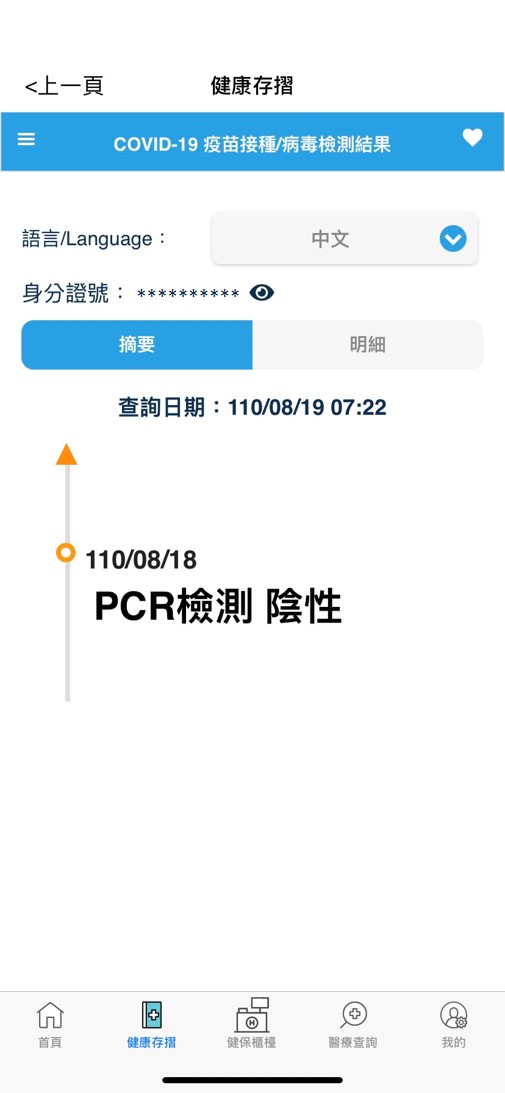 <上一頁 健康存摺
COVID-19 疫苗接種/病毒檢測結果
語言/Language： 中文
身分證號： **********
摘要 明細
查詢日期：110/08/19 07:22
110/08/18
PCR檢測 陰性
首頁 健康存摺 健保櫃檯 醫療查詢 我的